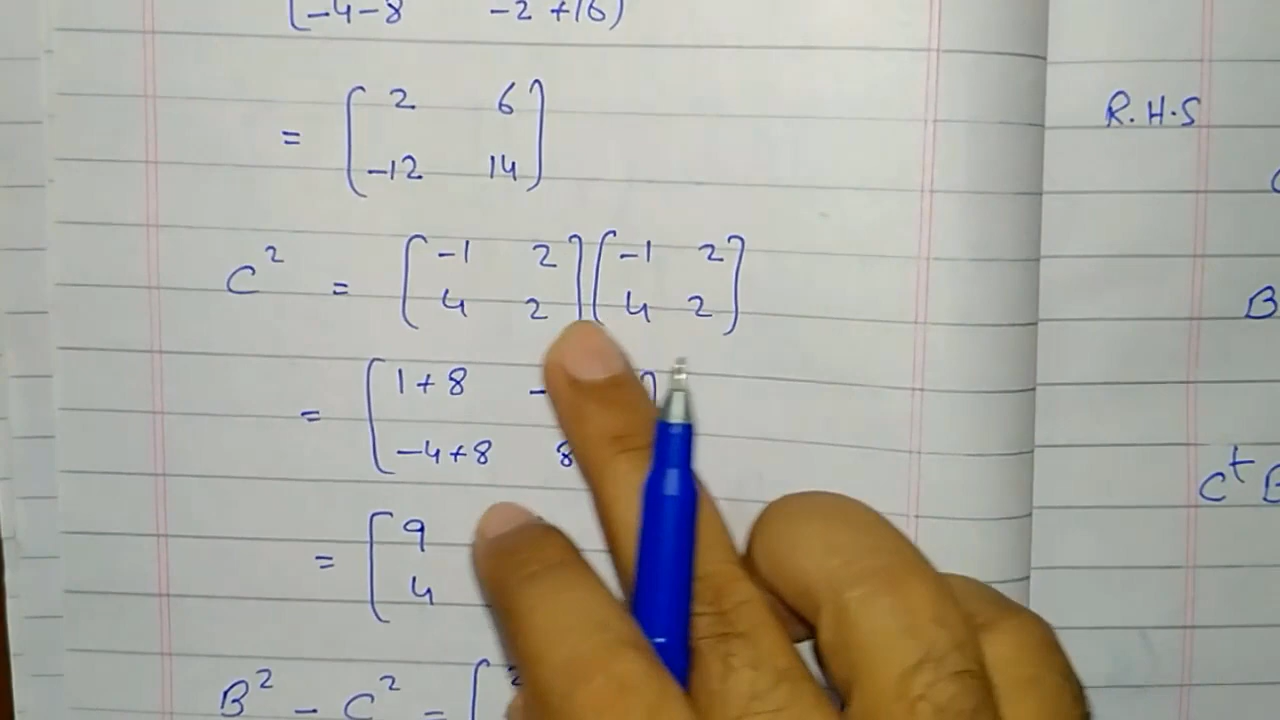 -4-8 -2+16
= [ 2 6
-12 14 ]
C² = [ -1 2 ] [ -1 2 ]
4 2 4 2
= [ 1+8 -
-4+8 8
= [ 9
4
B² - C² = [ 2
R.H.S
B
Cᵗ B